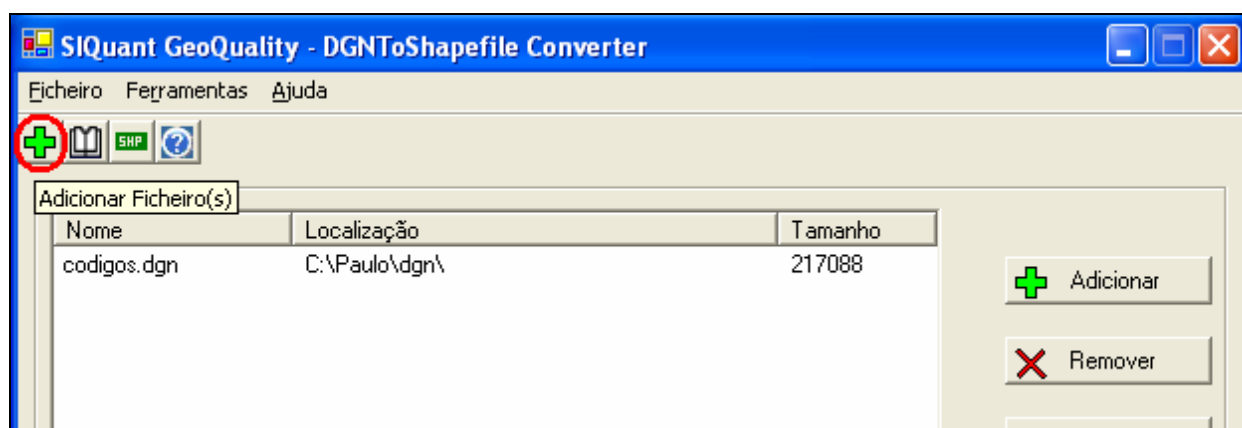 SIQuant GeoQuality - DGNToShapefile Converter
Ficheiro Ferramentas Ajuda
SHP ?
Adicionar Ficheiro(s)
Nome Localização Tamanho
codigos.dgn C:\Paulo\dgn\ 217088
Adicionar
Remover